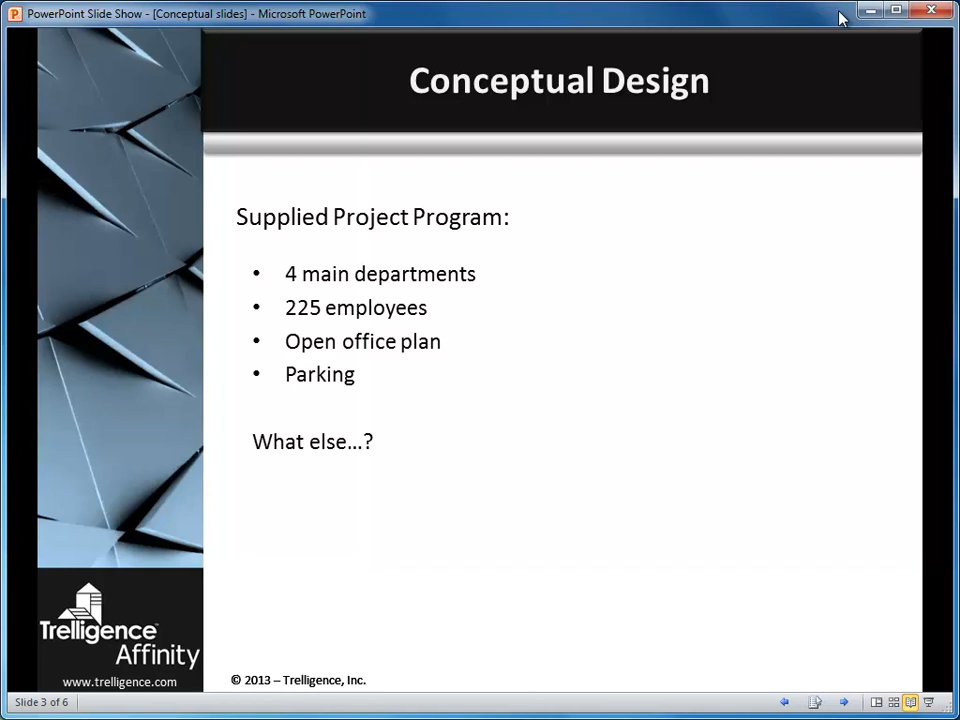 PowerPoint Slide Show - [Conceptual slides] - Microsoft PowerPoint
Conceptual Design
Supplied Project Program:
• 4 main departments
• 225 employees
• Open office plan
• Parking
What else...?
Trelligence™
Affinity
www.trelligence.com
© 2013 – Trelligence, Inc.
Slide 3 of 6